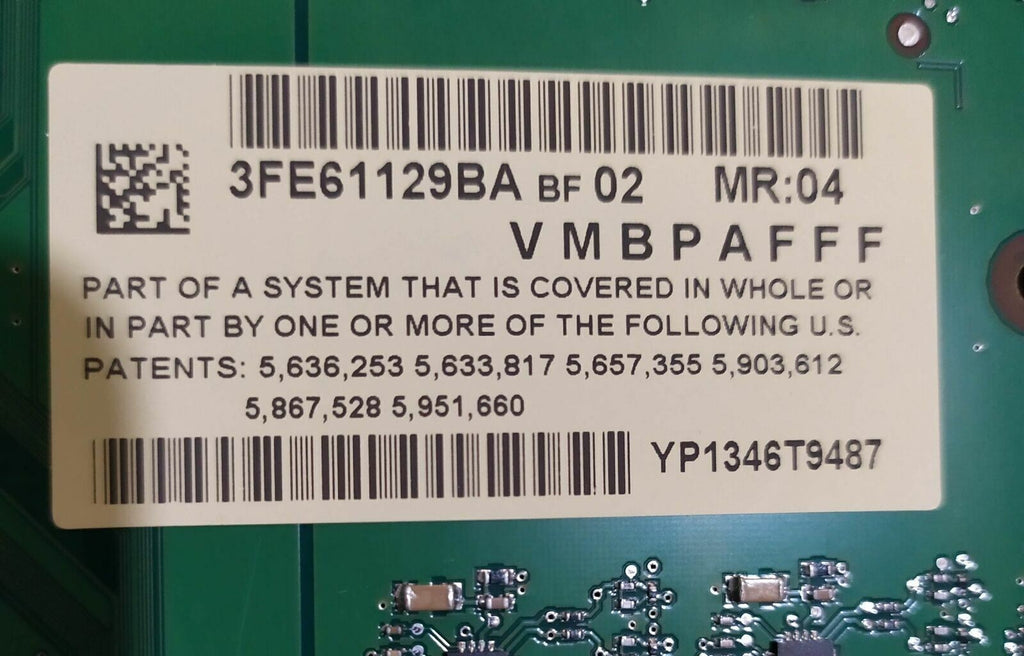 3FE61129BA BF 02 MR:04
VMBPAFFF
PART OF A SYSTEM THAT IS COVERED IN WHOLE OR
IN PART BY ONE OR MORE OF THE FOLLOWING U.S.
PATENTS: 5,636,253 5,633,817 5,657,355 5,903,612
5,867,528 5,951,660
YP1346T9487